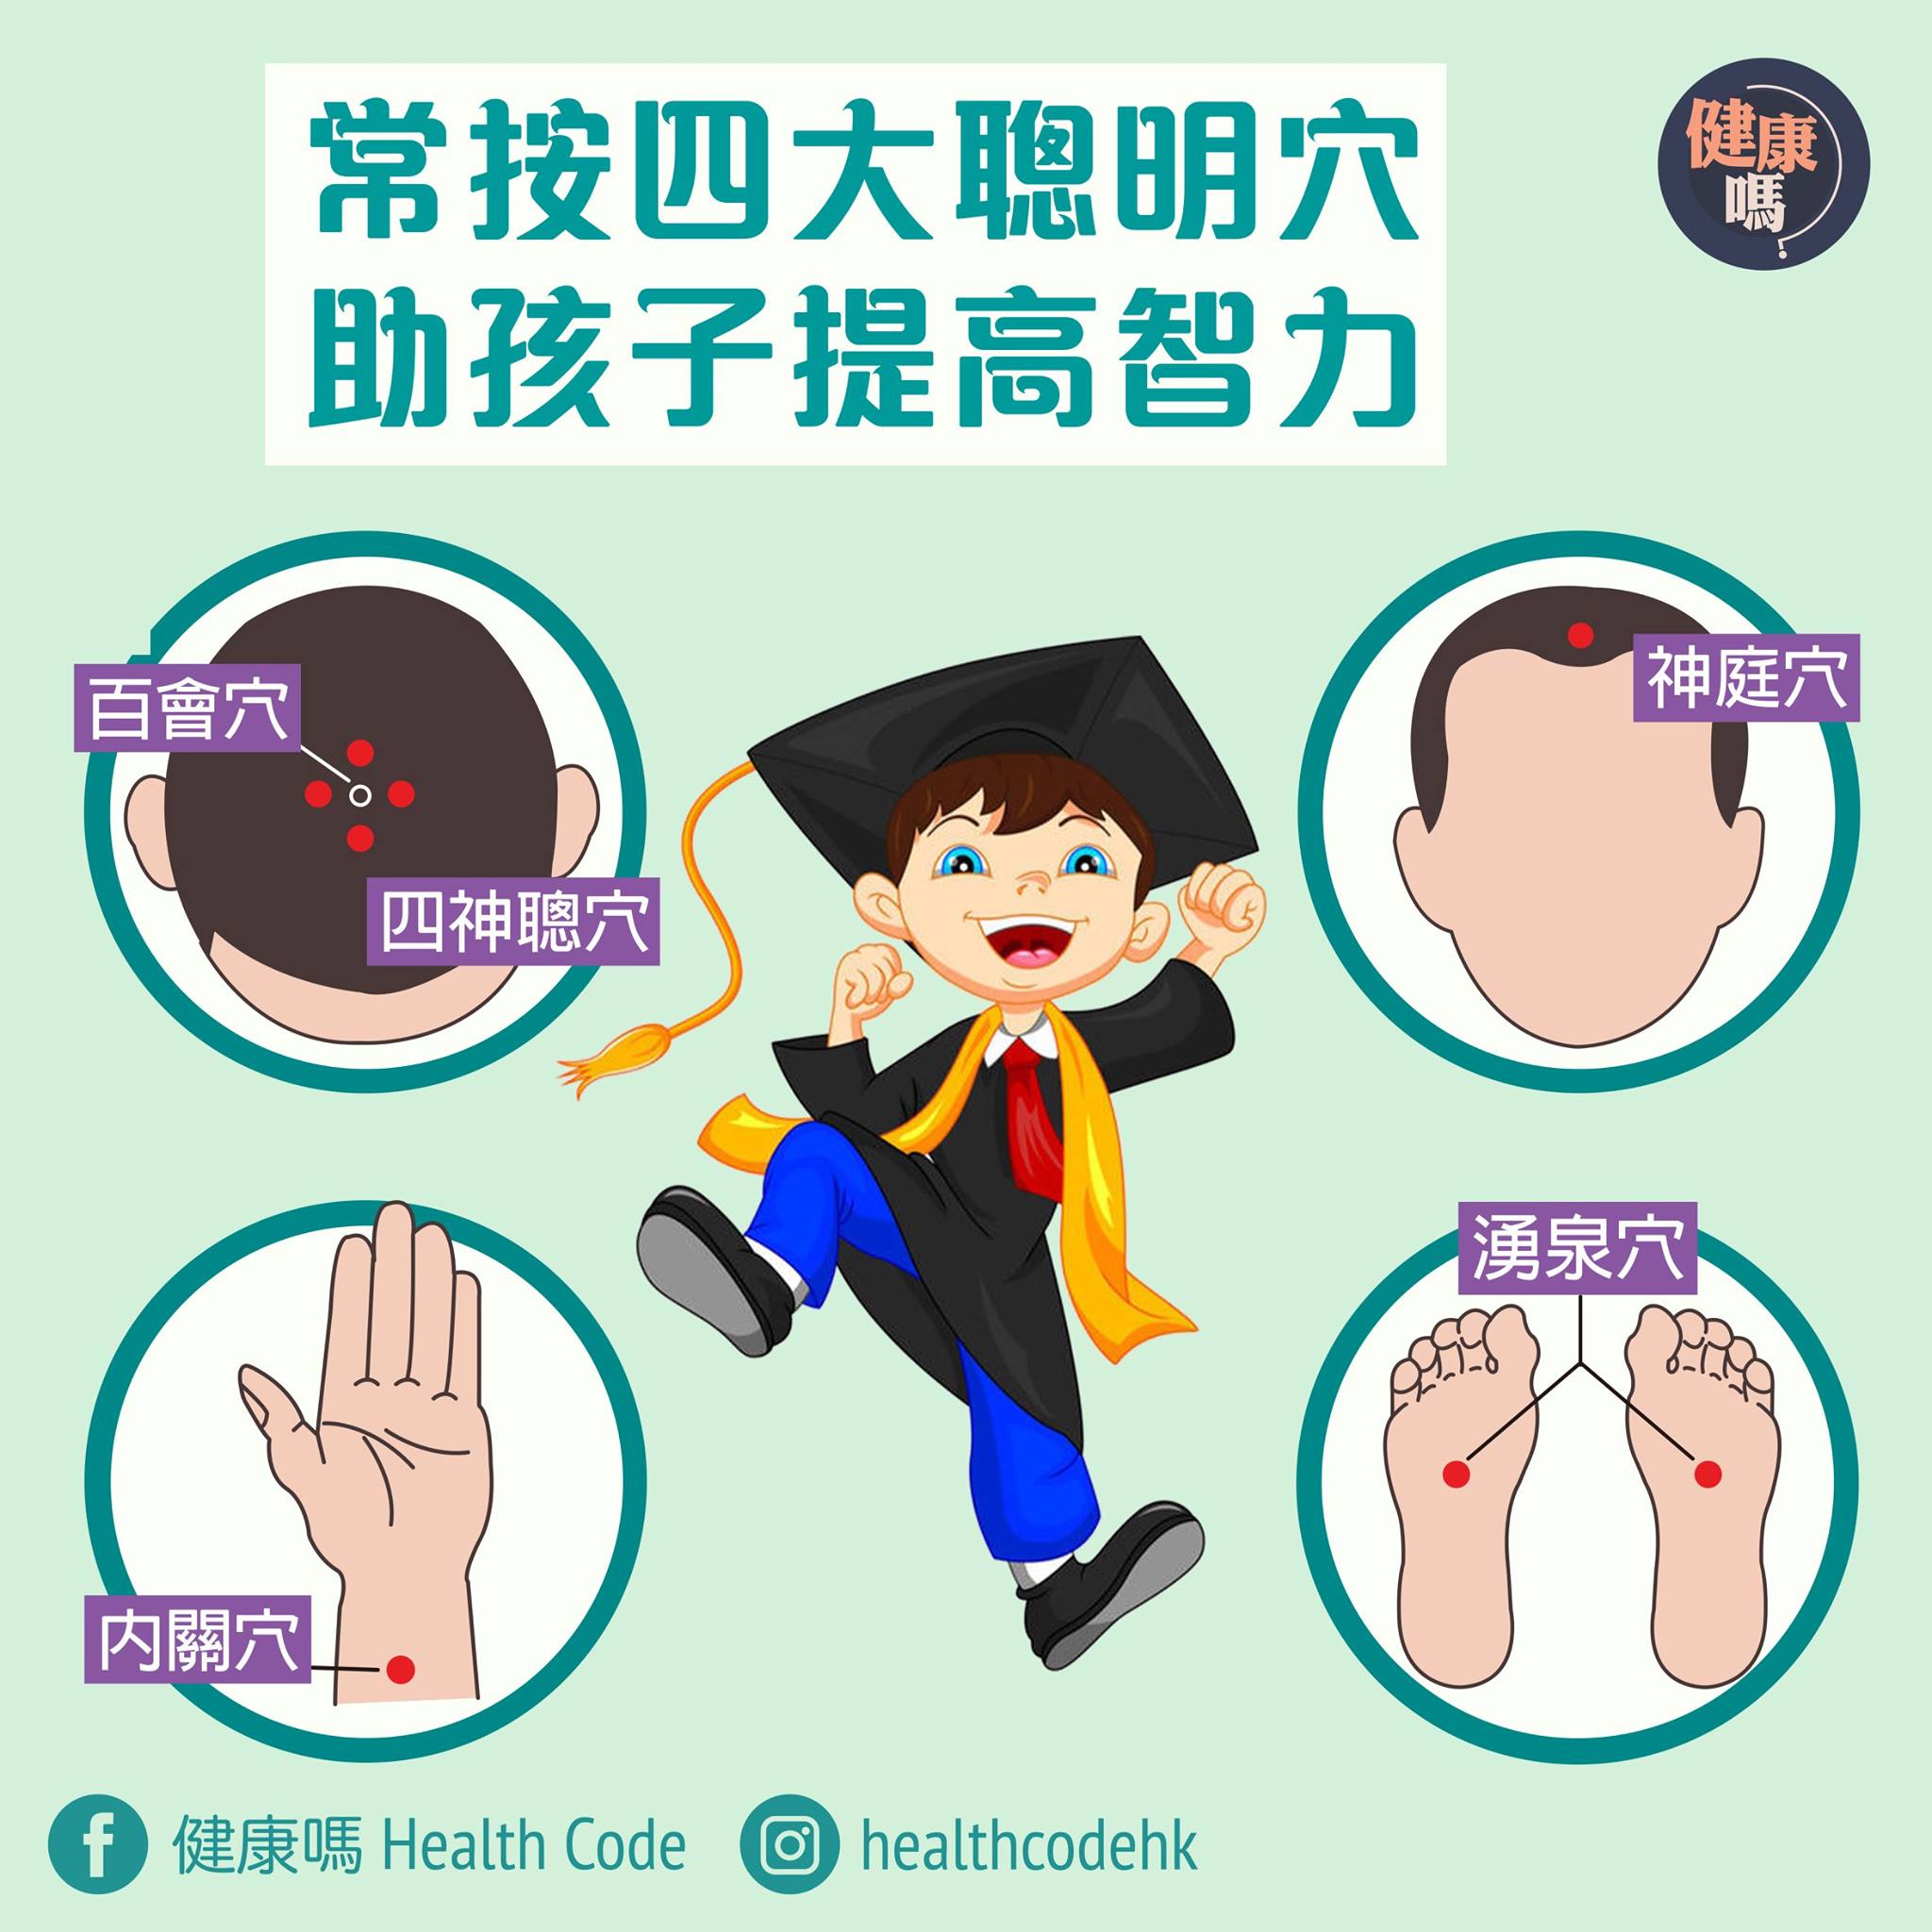 常按四大聰明穴
助孩子提高智力
健康
嗎?
百會穴
四神聰穴
神庭穴
內關穴
湧泉穴
健康嗎 Health Code
healthcodehk